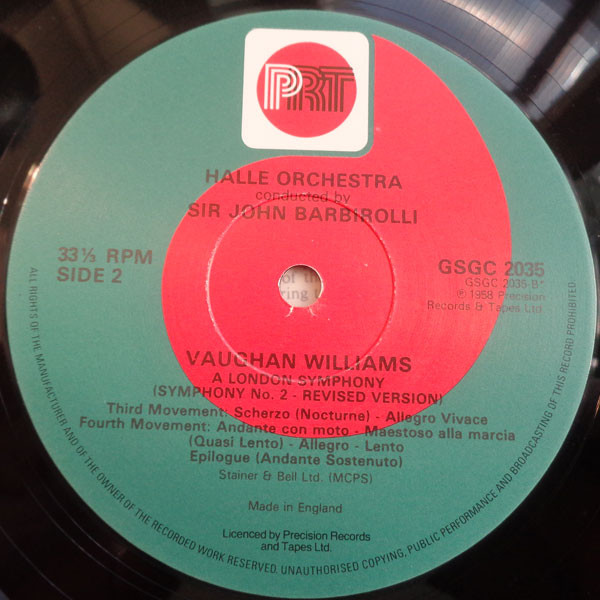 PRT
HALLE ORCHESTRA
conducted by
SIR JOHN BARBIROLLI
33⅓ RPM
SIDE 2
GSGC 2035
GSGC 2035-B*
℗ 1958 Precision
Records & Tapes Ltd
of th
ring t
VAUGHAN WILLIAMS
A LONDON SYMPHONY
(SYMPHONY No. 2 - REVISED VERSION)
Third Movement: Scherzo (Nocturne) - Allegro Vivace
Fourth Movement: Andante con moto - Maestoso alla marcia
(Quasi Lento) - Allegro - Lento
Epilogue (Andante Sostenuto)
Stainer & Bell Ltd. (MCPS)
Made in England
Licenced by Precision Records
and Tapes Ltd.
ALL RIGHTS OF THE MANUFACTURER AND OF THE OWNER OF THE RECORDED WORK RESERVED. UNAUTHORISED COPYING, PUBLIC PERFORMANCE AND BROADCASTING OF THIS RECORD PROHIBITED